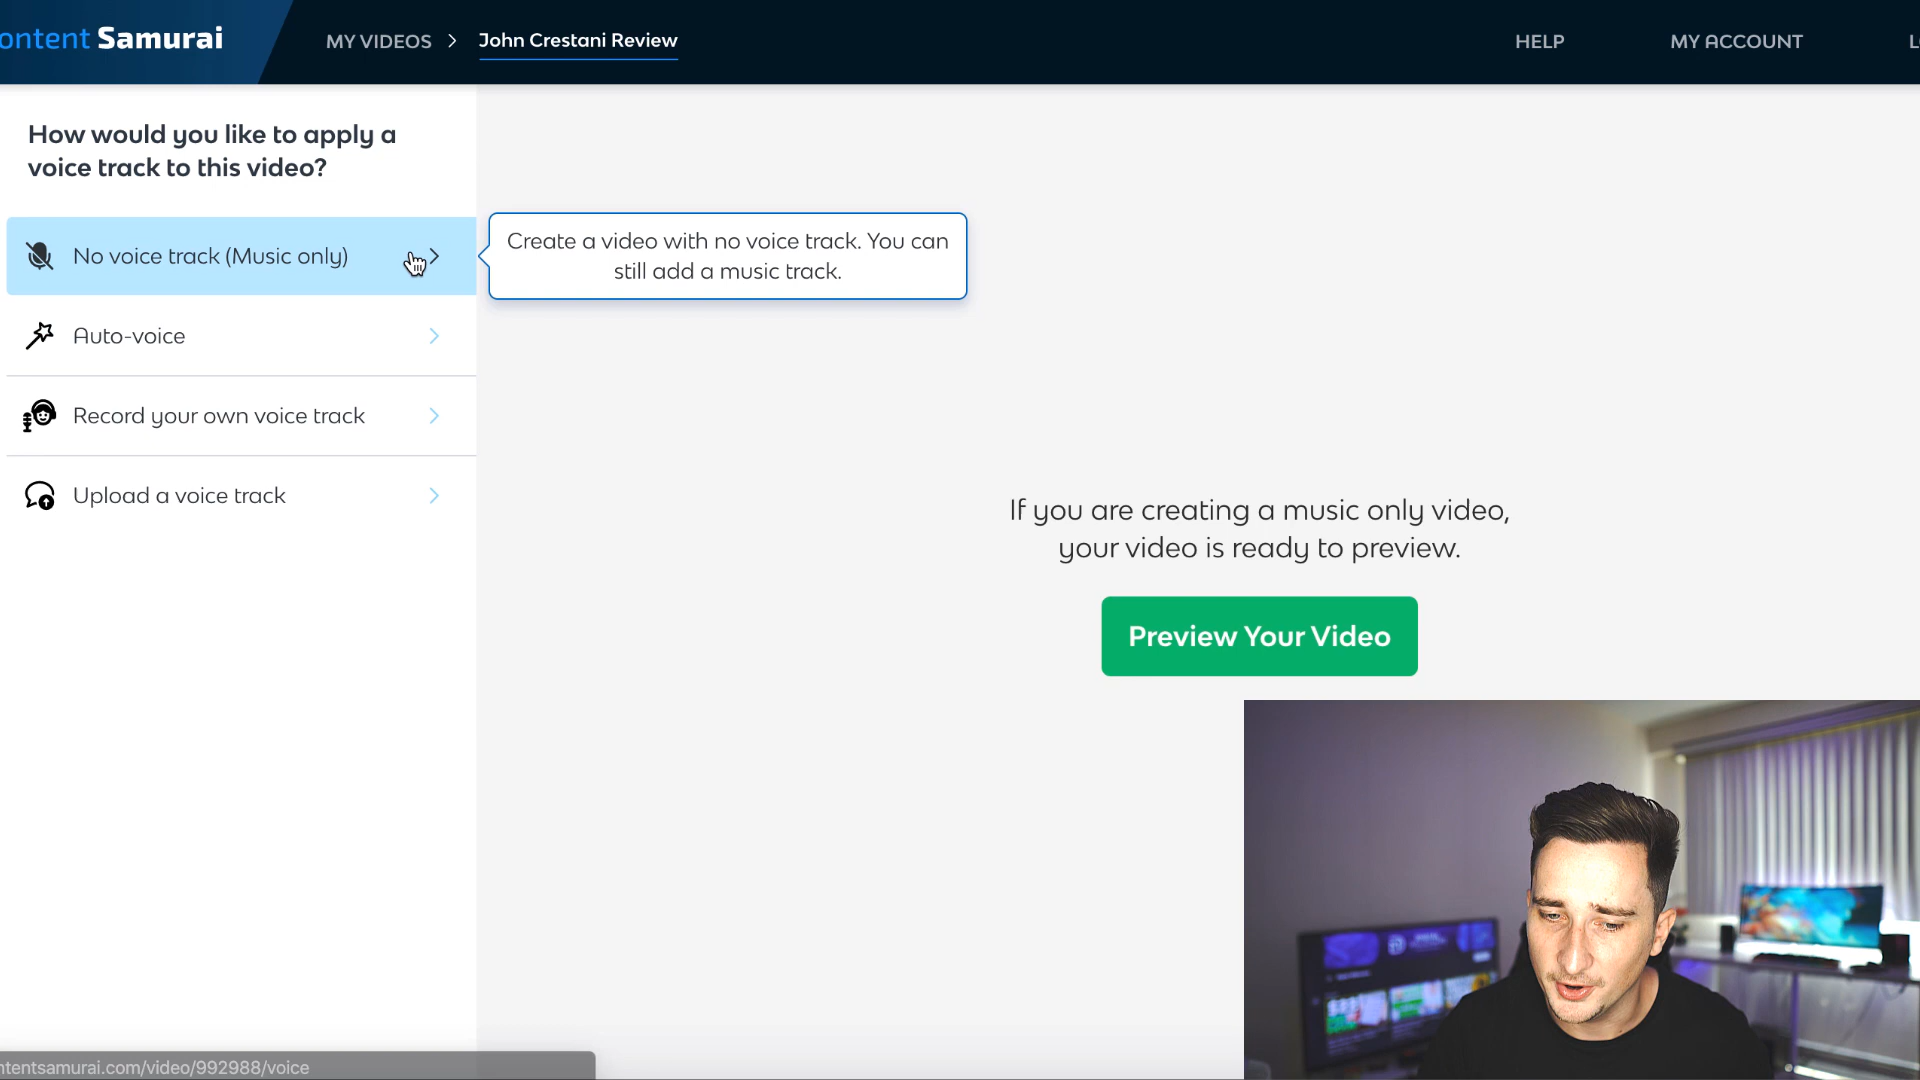 ontent Samurai
MY VIDEOS > John Crestani Review
HELP
MY ACCOUNT
How would you like to apply a
voice track to this video?
No voice track (Music only)
Create a video with no voice track. You can
still add a music track.
Auto-voice
Record your own voice track
Upload a voice track
If you are creating a music only video,
your video is ready to preview.
Preview Your Video
ntentsamurai.com/video/992988/voice